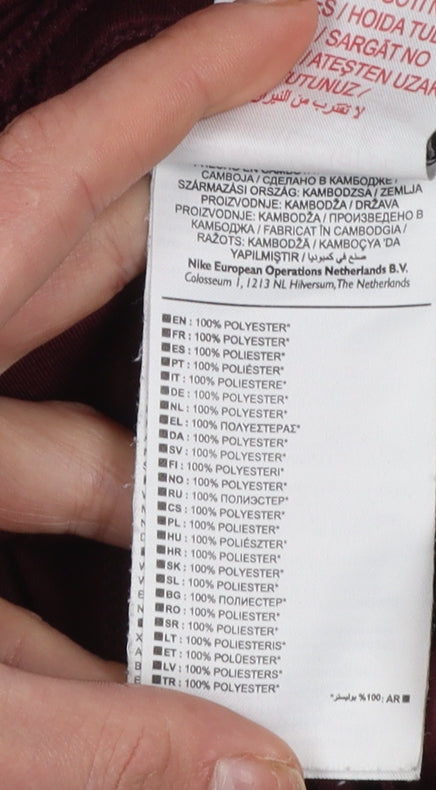 S / HOIDA TUL
/ SARGĀT NO
ATEŞTEN UZAK
TUNUZ /
لا تقترب من النيران
CAMBOJA / СДЕЛАНО В КАМБОДЖЕ /
SZÁRMAZÁSI ORSZÁG: KAMBODZSA / ZEMLJA
PROIZVODNJE: KAMBODŽA / DRŽAVA
PROIZVODNJE: KAMBODŽA / ПРОИЗВЕДЕНО В
КАМБОДЖА / FABRICAT ÎN CAMBODGIA /
RAŽOTS: KAMBODŽĀ / KAMBOÇYA 'DA
YAPILMIŞTIR / صنع في كمبوديا
Nike European Operations Netherlands B.V.
Colosseum 1, 1213 NL Hilversum, The Netherlands
EN : 100% POLYESTER*
FR : 100% POLYESTER*
ES : 100% POLIESTER*
PT : 100% POLIÉSTER*
IT : 100% POLIESTERE*
DE : 100% POLYESTER*
NL : 100% POLYESTER*
EL : 100% ΠΟΛΥΕΣΤΕΡΑΣ*
DA : 100% POLYESTER*
SV : 100% POLYESTER*
FI : 100% POLYESTERI*
NO : 100% POLYESTER*
RU : 100% ПОЛИЭСТЕР*
CS : 100% POLYESTER*
PL : 100% POLIESTER*
HU : 100% POLIÉSZTER*
HR : 100% POLIESTER*
SK : 100% POLYESTER*
SL : 100% POLIESTER*
BG : 100% ПОЛИЕСТЕР*
RO : 100% POLIESTER*
SR : 100% POLIESTER*
LT : 100% POLIESTERIS*
ET : 100% POLÜESTER*
LV : 100% POLIESTERS*
TR : 100% POLYESTER*
AR : %100 بوليستر*